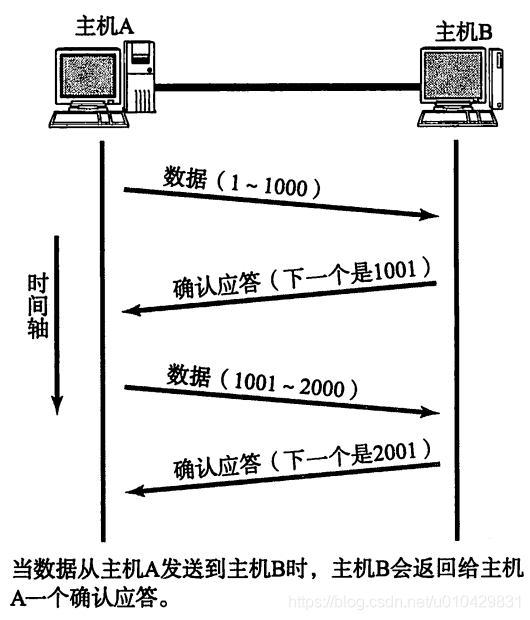 主机A
主机B
数据（1～1000）
确认应答（下一个是1001）
时间轴
数据（1001～2000）
确认应答（下一个是2001）
当数据从主机A发送到主机B时，主机B会返回给主机
A一个确认应答。
https://blog.csdn.net/u010429831